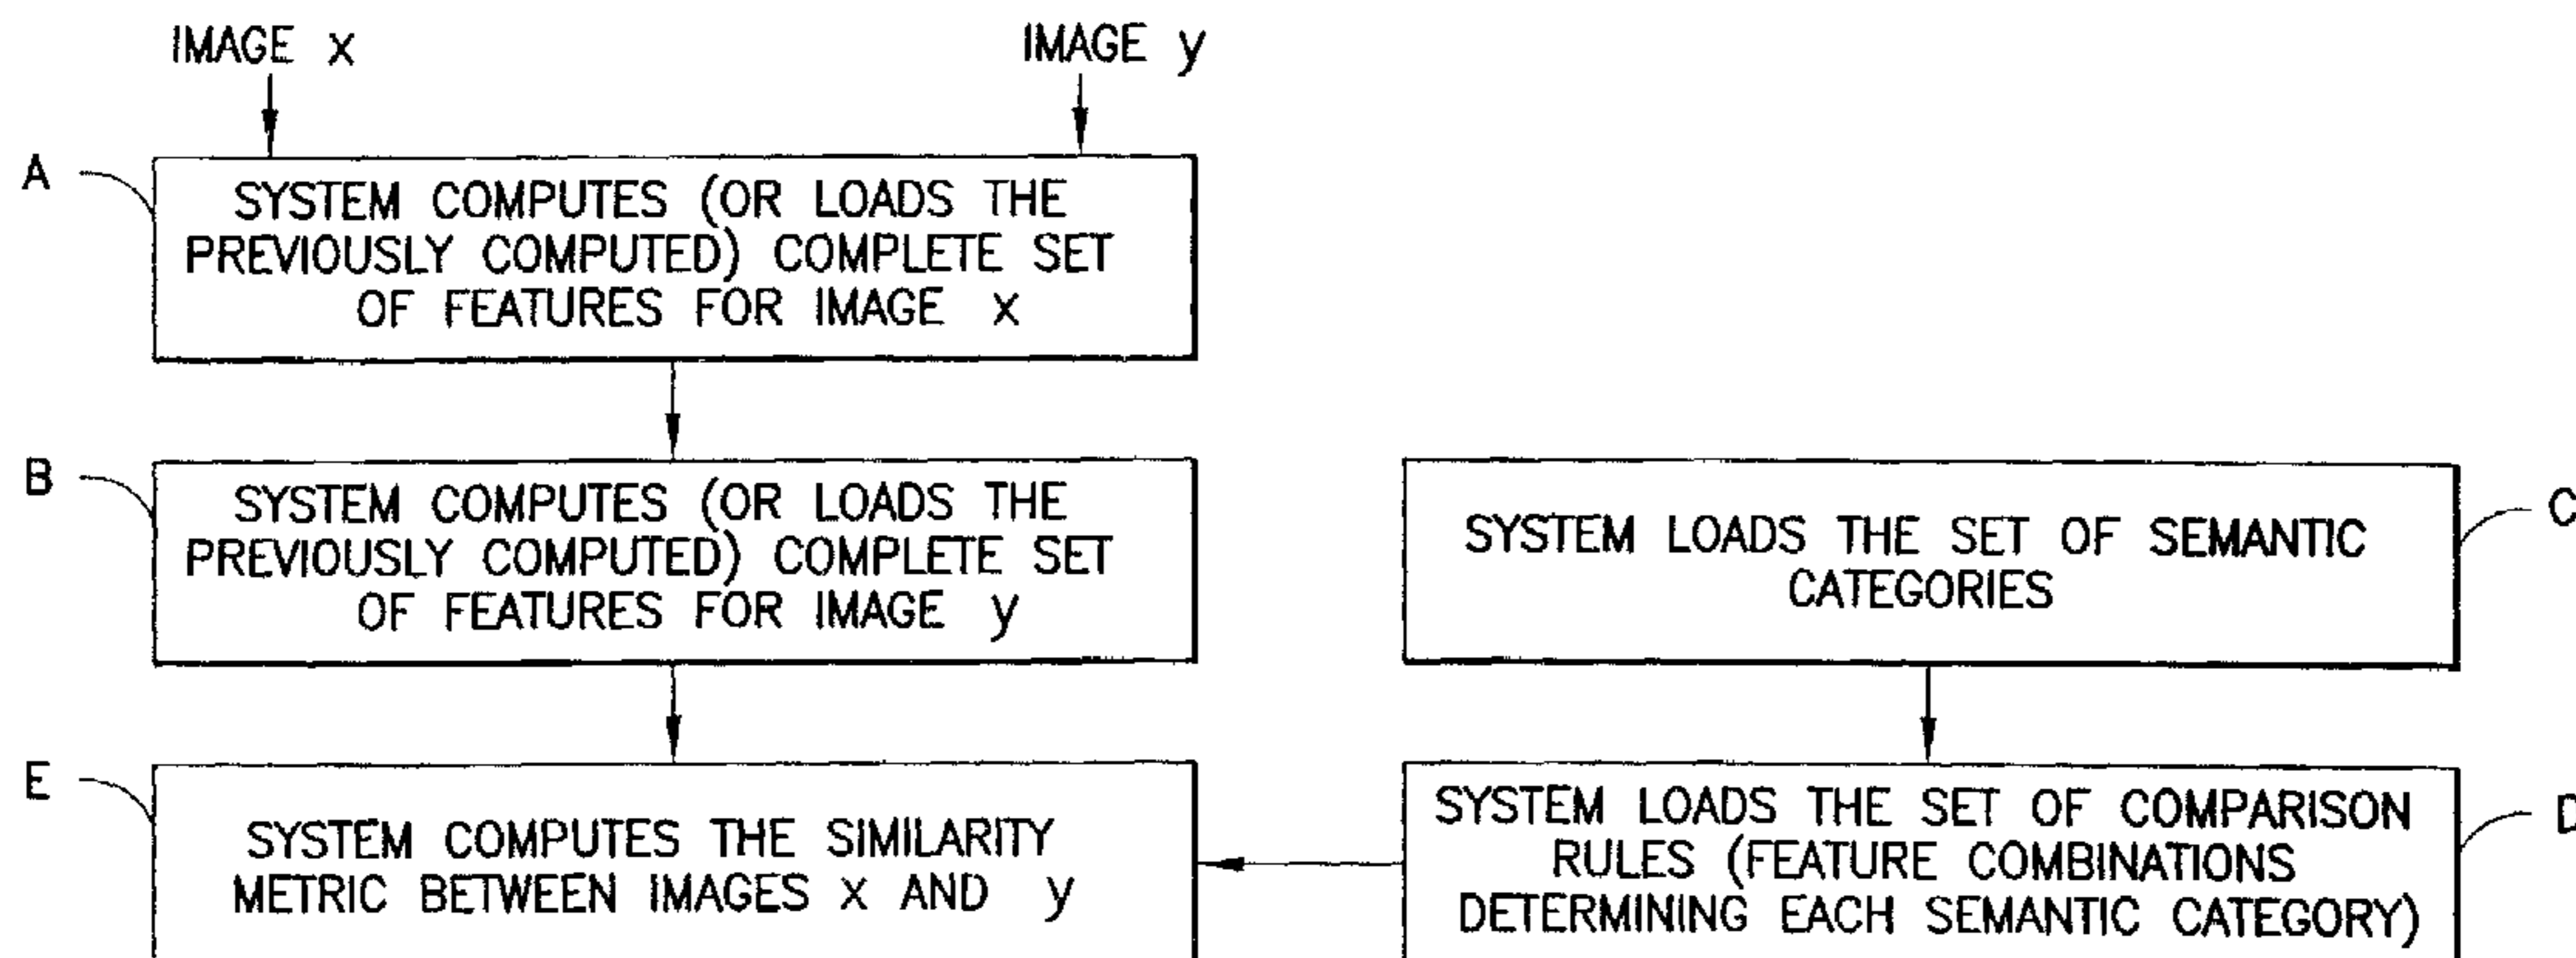 IMAGE x
IMAGE y
A
SYSTEM COMPUTES (OR LOADS THE
PREVIOUSLY COMPUTED) COMPLETE SET
OF FEATURES FOR IMAGE x
B
SYSTEM COMPUTES (OR LOADS THE
PREVIOUSLY COMPUTED) COMPLETE SET
OF FEATURES FOR IMAGE y
SYSTEM LOADS THE SET OF SEMANTIC
CATEGORIES
C
E
SYSTEM COMPUTES THE SIMILARITY
METRIC BETWEEN IMAGES x AND y
SYSTEM LOADS THE SET OF COMPARISON
RULES (FEATURE COMBINATIONS
DETERMINING EACH SEMANTIC CATEGORY)
D